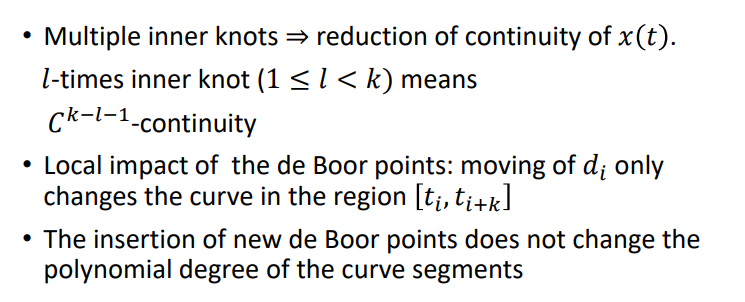 • Multiple inner knots ⇒ reduction of continuity of x(t).
l-times inner knot (1 ≤ l < k) means
C^{k−l−1}-continuity
• Local impact of the de Boor points: moving of d_i only
changes the curve in the region [t_i, t_{i+k}]
• The insertion of new de Boor points does not change the
polynomial degree of the curve segments